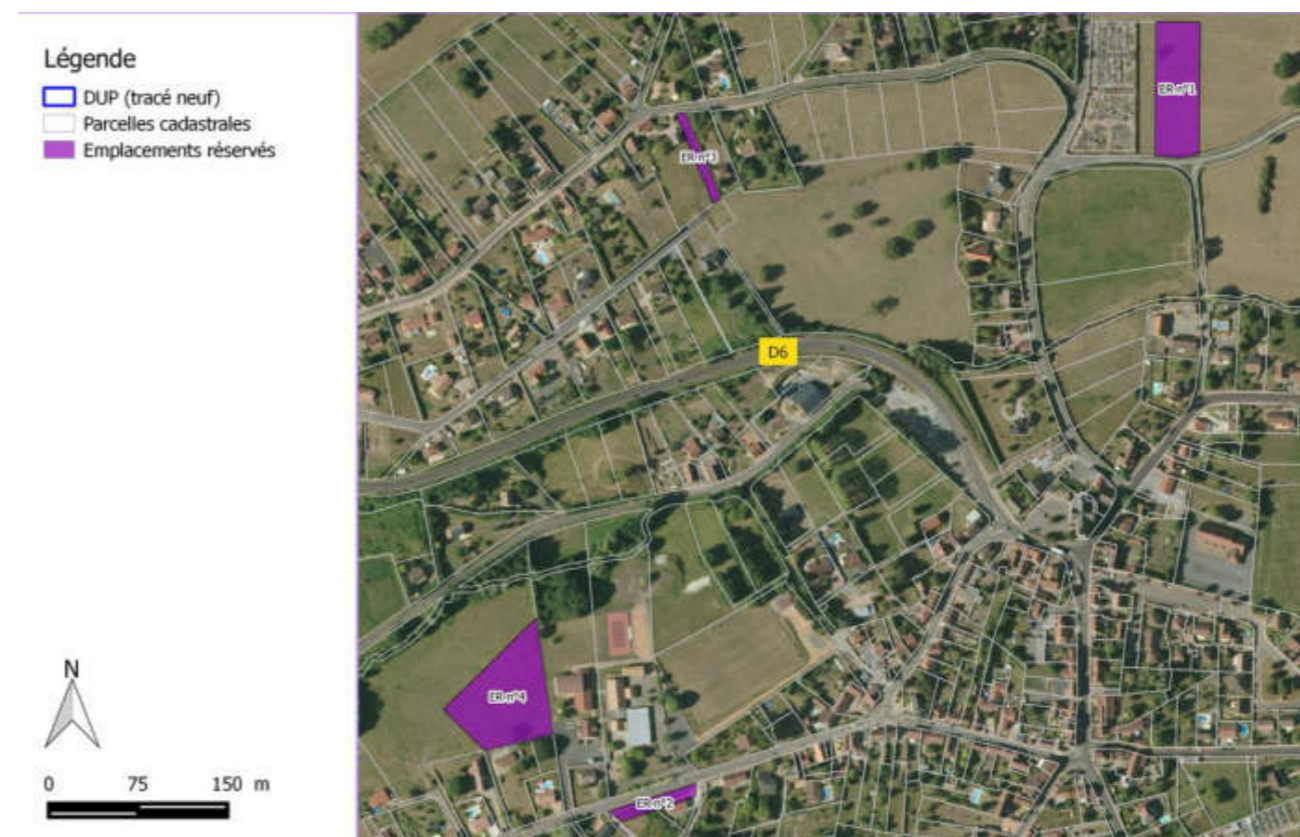 Légende
DUP (tracé neuf)
Parcelles cadastrales
Emplacements réservés
ER n°1
ER n°3
D6
ER n°4
ER n°2
N
0 75 150 m